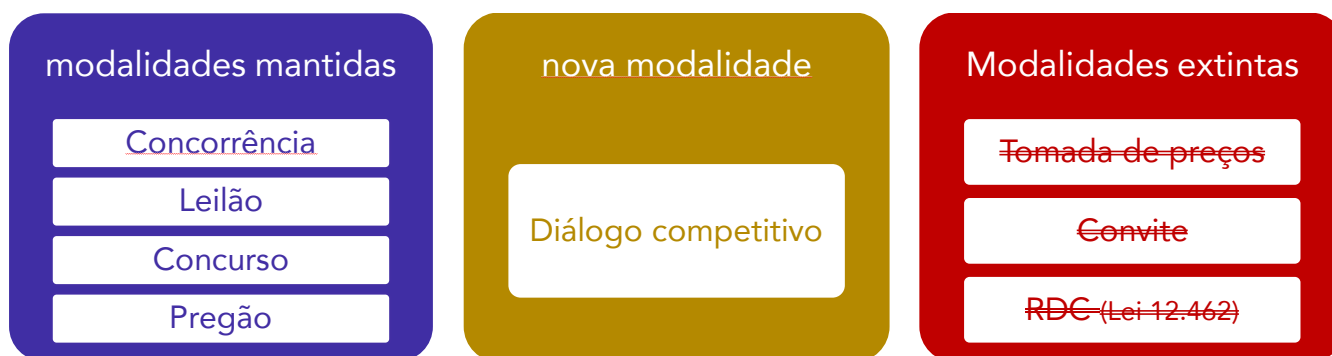 modalidades mantidas
Concorrência
Leilão
Concurso
Pregão
nova modalidade
Diálogo competitivo
Modalidades extintas
Tomada de preços
Convite
RDC (Lei 12.462)